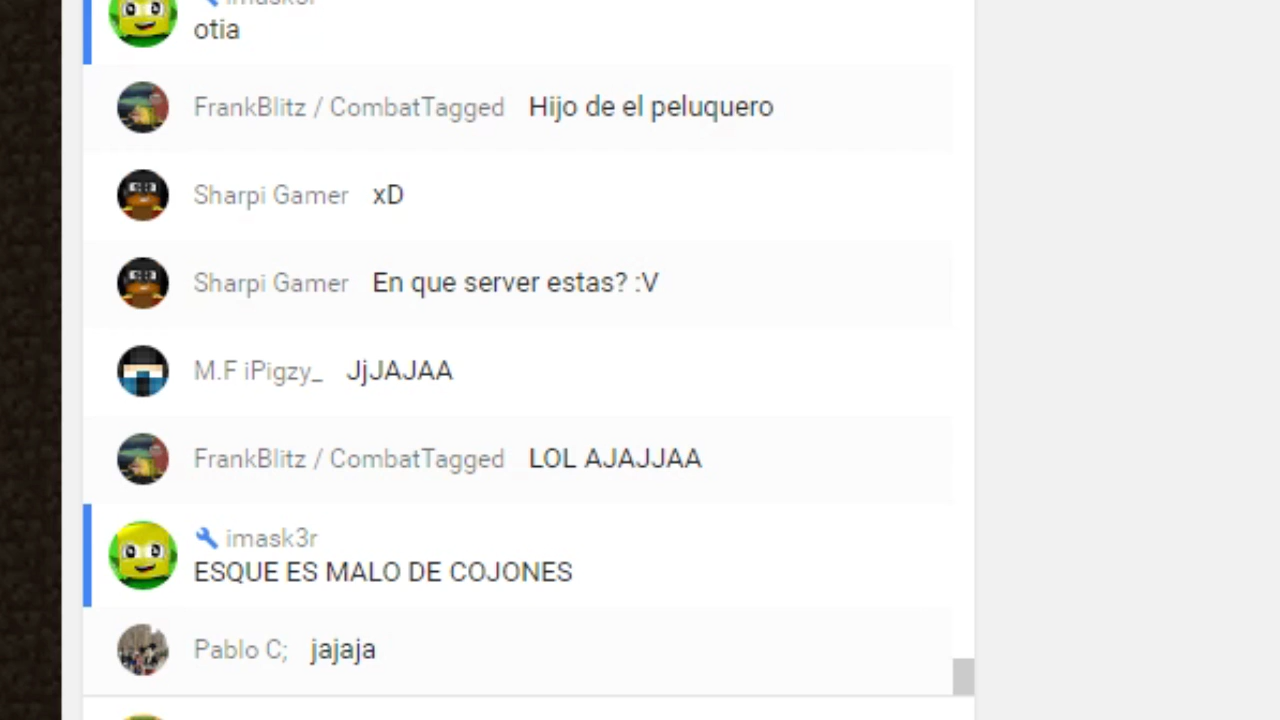 imask3r
otia
FrankBlitz / CombatTagged Hijo de el peluquero
Sharpi Gamer xD
Sharpi Gamer En que server estas? :V
M.F iPigzy_ JjJAJAA
FrankBlitz / CombatTagged LOL AJAJJAA
imask3r
ESQUE ES MALO DE COJONES
Pablo C; jajaja